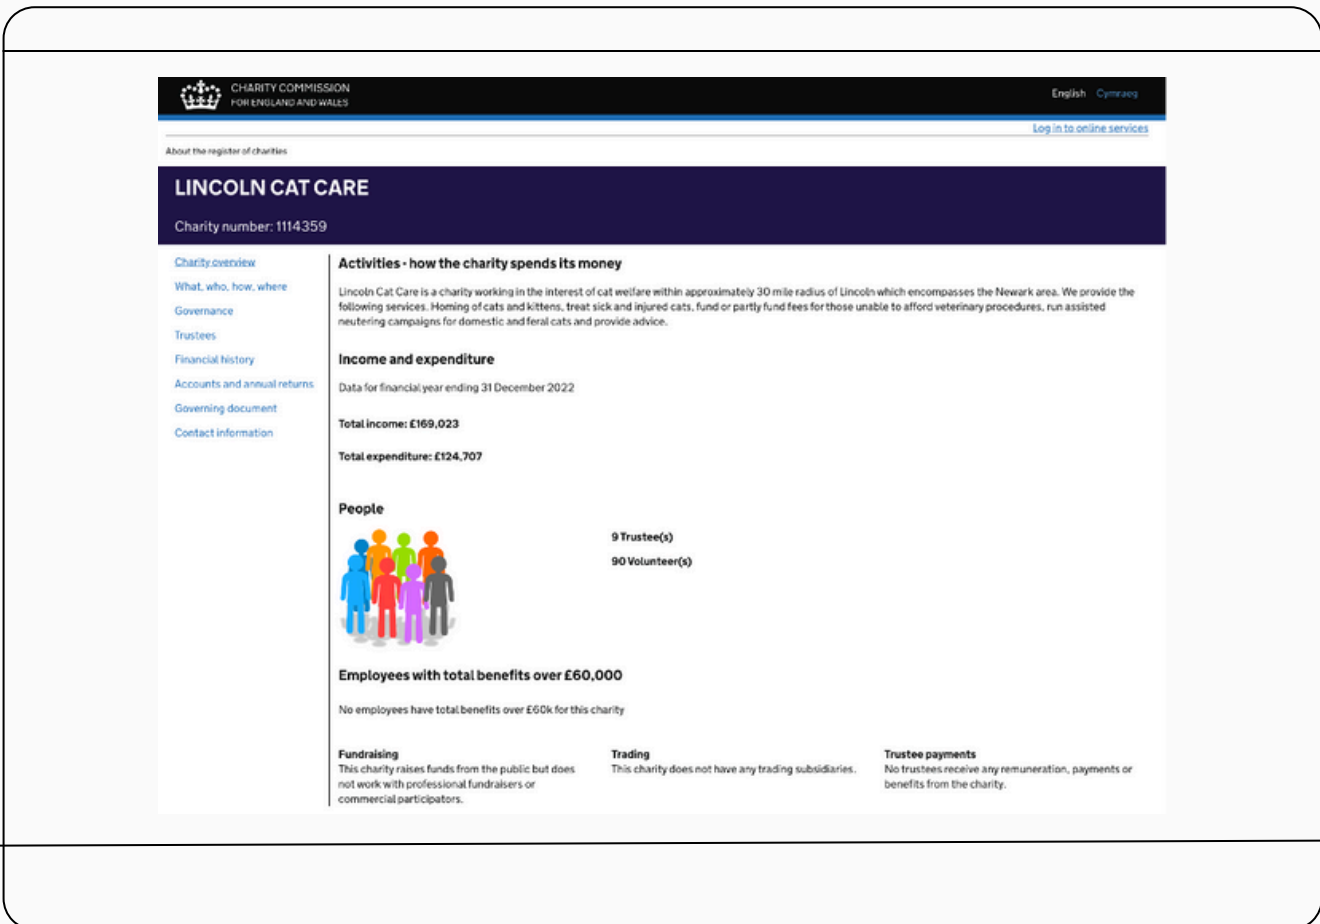 CHARITY COMMISSION
FOR ENGLAND AND WALES
English Cymraeg
Log in to online services
About the register of charities
LINCOLN CAT CARE
Charity number: 1114359
Charity overview
What, who, how, where
Governance
Trustees
Financial history
Accounts and annual returns
Governing document
Contact information
Activities - how the charity spends its money
Lincoln Cat Care is a charity working in the interest of cat welfare within approximately 30 mile radius of Lincoln which encompasses the Newark area. We provide the
following services. Homing of cats and kittens, treat sick and injured cats, fund or partly fund fees for those unable to afford veterinary procedures, run assisted
neutering campaigns for domestic and feral cats and provide advice.
Income and expenditure
Data for financial year ending 31 December 2022
Total income: £169,023
Total expenditure: £124,707
People
9 Trustee(s)
90 Volunteer(s)
Employees with total benefits over £60,000
No employees have total benefits over £60k for this charity
Fundraising
This charity raises funds from the public but does
not work with professional fundraisers or
commercial participators.
Trading
This charity does not have any trading subsidiaries.
Trustee payments
No trustees receive any remuneration, payments or
benefits from the charity.